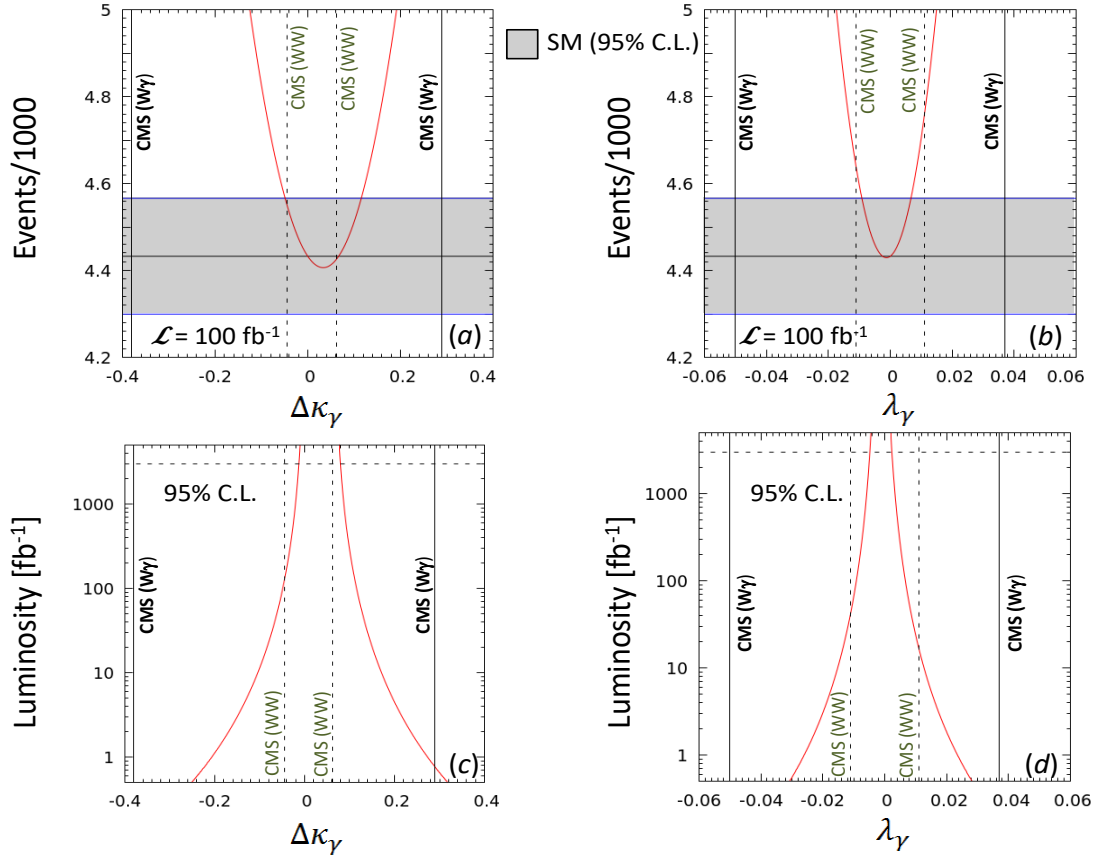 5
4.8
4.6
4.4
4.2
Events/1000
CMS (Wγ)
CMS (WW)
CMS (WW)
CMS (Wγ)
ℒ = 100 fb⁻¹
(a)
-0.4
-0.2
0
0.2
0.4
Δκγ
SM (95% C.L.)
5
4.8
4.6
4.4
4.2
Events/1000
CMS (Wγ)
CMS (WW)
CMS (WW)
CMS (Wγ)
ℒ = 100 fb⁻¹
(b)
-0.06
-0.04
-0.02
0
0.02
0.04
0.06
λγ
1000
100
10
1
Luminosity [fb⁻¹]
95% C.L.
CMS (Wγ)
CMS (WW)
CMS (WW)
CMS (Wγ)
(c)
-0.4
-0.2
0
0.2
0.4
Δκγ
1000
100
10
1
Luminosity [fb⁻¹]
95% C.L.
CMS (Wγ)
CMS (WW)
CMS (WW)
CMS (Wγ)
(d)
-0.06
-0.04
-0.02
0
0.02
0.04
0.06
λγ